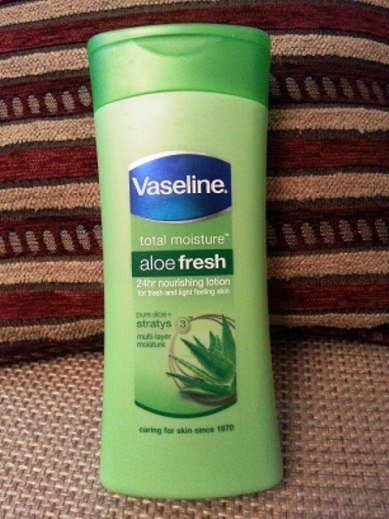 Vaseline.
total moisture™
aloe fresh
24hr nourishing lotion
for fresh and light feeling skin
pure aloe +
stratys 3
multi-layer
moisture
caring for skin since 1870